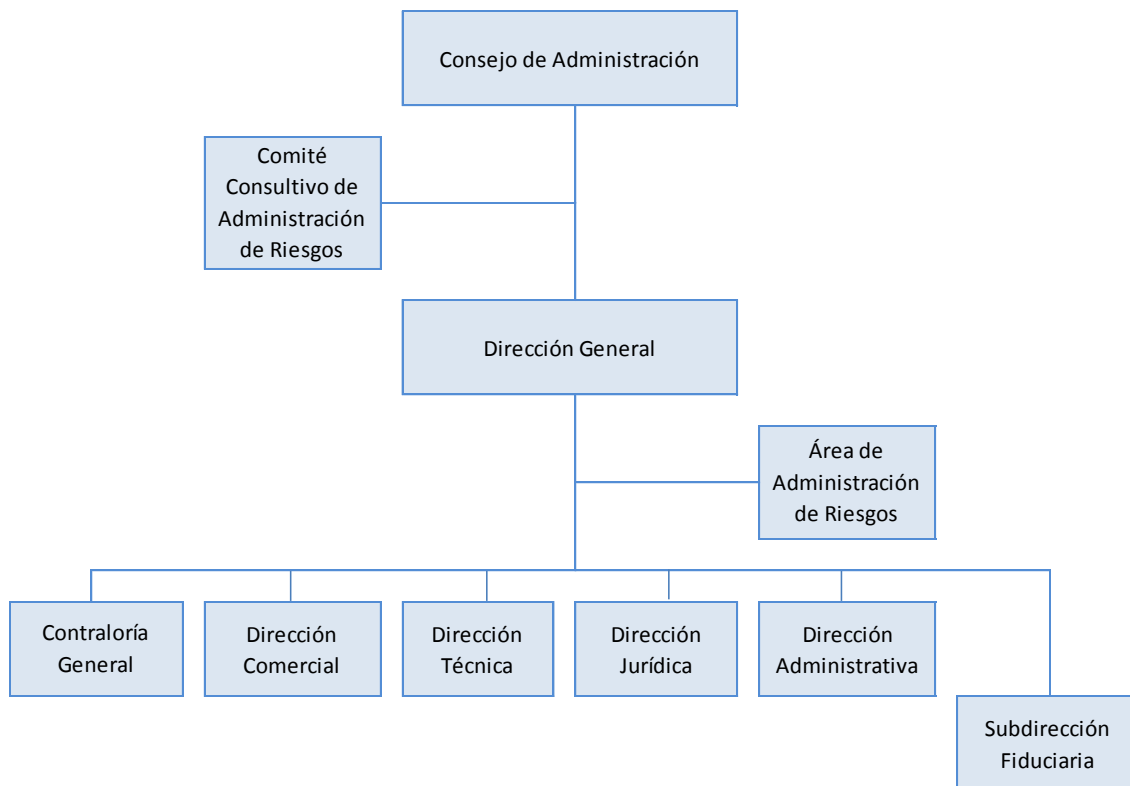 Consejo de Administración
Comité
Consultivo de
Administración
de Riesgos
Dirección General
Área de
Administración
de Riesgos
Contraloría
General
Dirección
Comercial
Dirección
Técnica
Dirección
Jurídica
Dirección
Administrativa
Subdirección
Fiduciaria